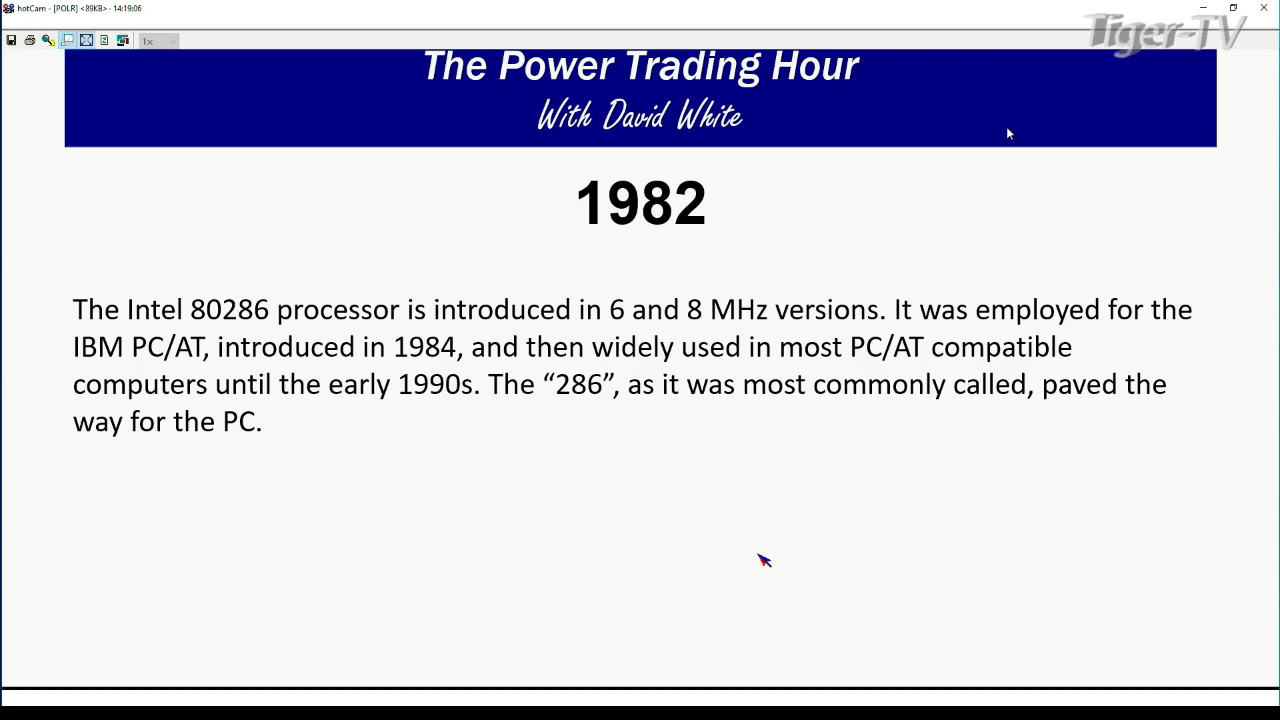 hotCam - [POLR] <89KB> - 14:19:06
Tiger-TV
1x
The Power Trading Hour
With David White
1982
The Intel 80286 processor is introduced in 6 and 8 MHz versions. It was employed for the
IBM PC/AT, introduced in 1984, and then widely used in most PC/AT compatible
computers until the early 1990s. The “286”, as it was most commonly called, paved the
way for the PC.